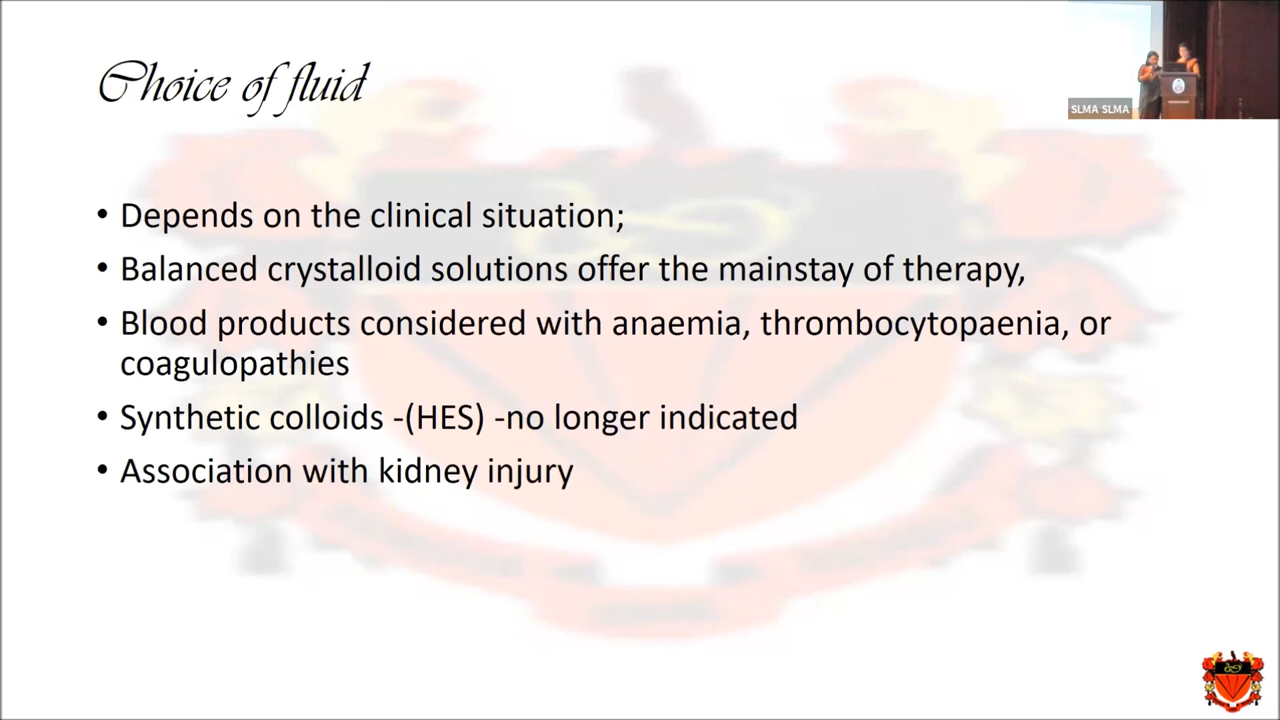 Choice of fluid
SLMA SLMA
• Depends on the clinical situation;
• Balanced crystalloid solutions offer the mainstay of therapy,
• Blood products considered with anaemia, thrombocytopaenia, or
coagulopathies
• Synthetic colloids -(HES) -no longer indicated
• Association with kidney injury